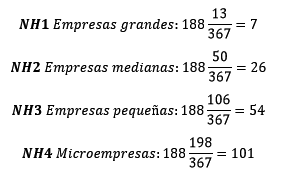 NH1 Empresas grandes: 188 13/367 = 7
NH2 Empresas medianas: 188 50/367 = 26
NH3 Empresas pequeñas: 188 106/367 = 54
NH4 Microempresas: 188 198/367 = 101